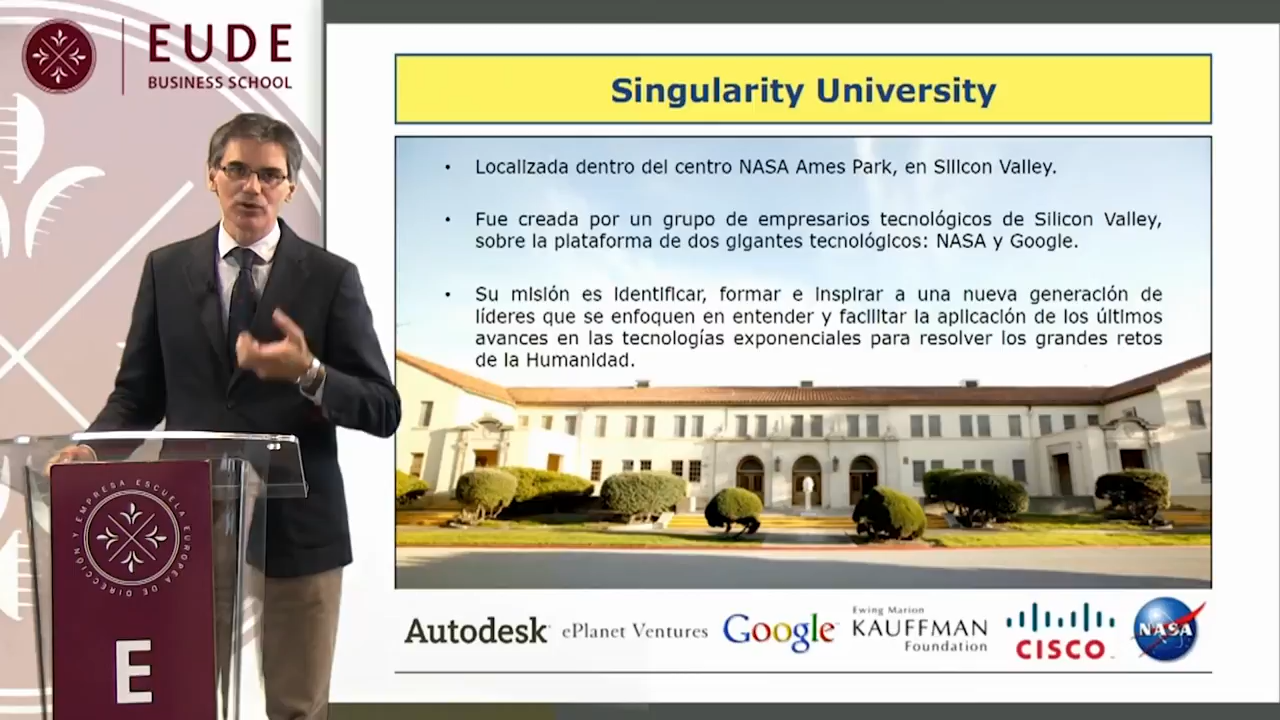 EUDE
BUSINESS SCHOOL
Singularity University
• Localizada dentro del centro NASA Ames Park, en Silicon Valley.
• Fue creada por un grupo de empresarios tecnológicos de Silicon Valley,
sobre la plataforma de dos gigantes tecnológicos: NASA y Google.
• Su misión es identificar, formar e inspirar a una nueva generación de
líderes que se enfoquen en entender y facilitar la aplicación de los últimos
avances en las tecnologías exponenciales para resolver los grandes retos
de la Humanidad.
Autodesk
ePlanet Ventures
Google
Ewing Marion
KAUFFMAN
Foundation
CISCO
NASA
ESCUELA EUROPEA DE DIRECCIÓN Y EMPRESA
E